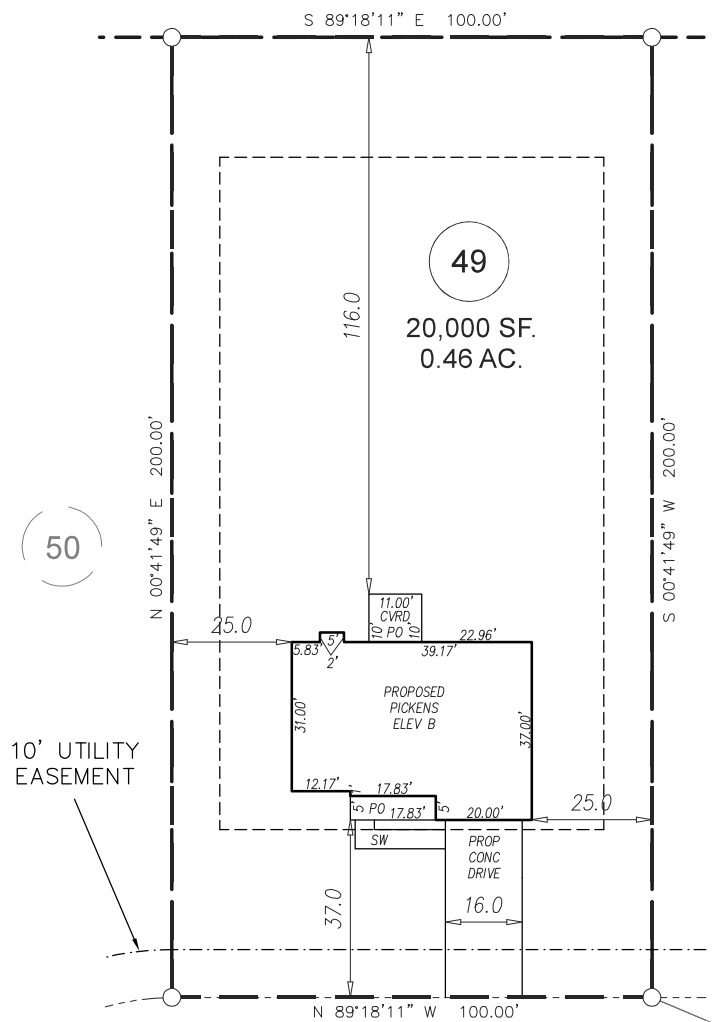 S 89°18'11" E 100.00'
49
20,000 SF.
0.46 AC.
116.0
N 00°41'49" E 200.00'
S 00°41'49" W 200.00'
50
25.0
11.00'
CVRD
PO
10'
10'
5'
2'
5.83'
22.96'
39.17'
PROPOSED
PICKENS
ELEV B
31.00'
37.00'
10' UTILITY
EASEMENT
12.17'
17.83'
5'
PO
17.83'
5'
20.00'
25.0
SW
PROP
CONC
DRIVE
37.0
16.0
N 89°18'11" W 100.00'